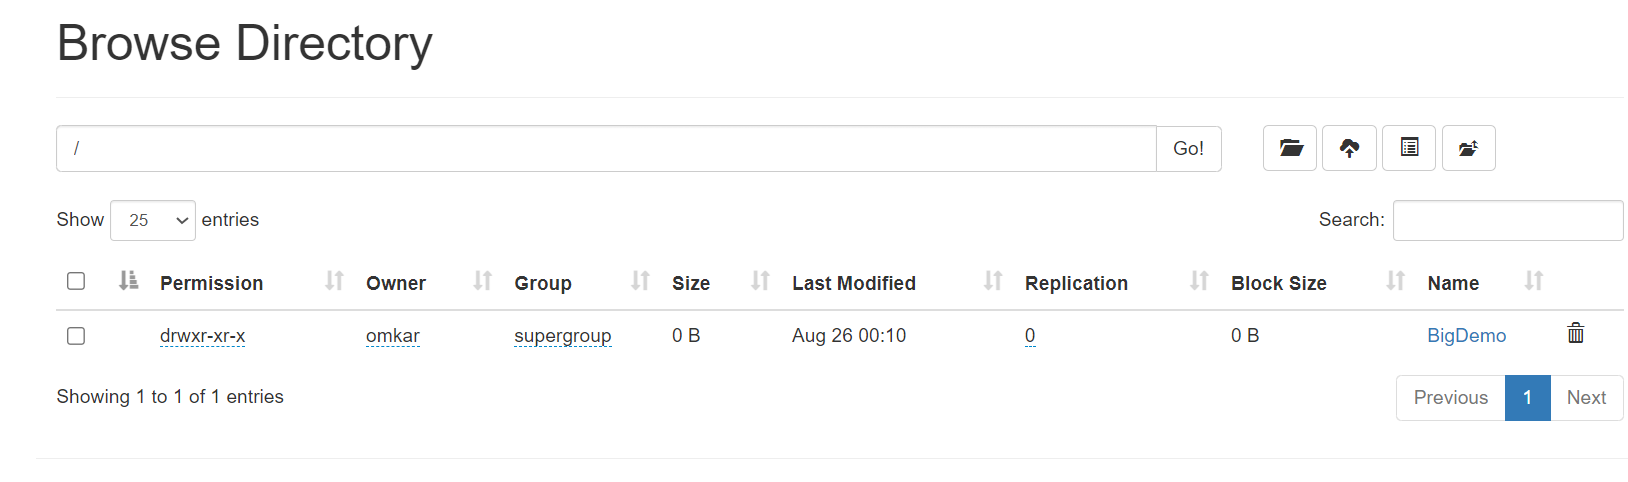 Browse Directory
/ Go!
Show 25 entries Search:
Permission Owner Group Size Last Modified Replication Block Size Name
drwxr-xr-x omkar supergroup 0 B Aug 26 00:10 0 0 B BigDemo
Showing 1 to 1 of 1 entries Previous 1 Next